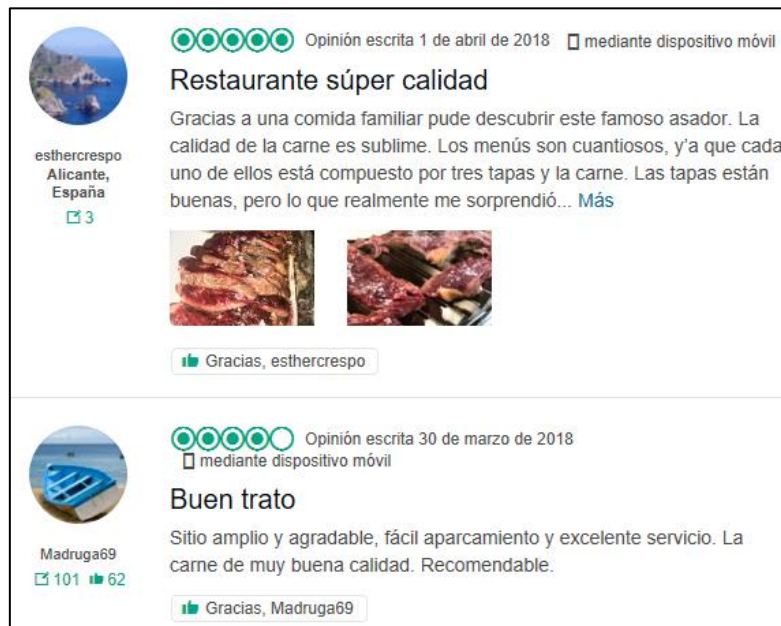 Opinión escrita 1 de abril de 2018 mediante dispositivo móvil
Restaurante súper calidad
Gracias a una comida familiar pude descubrir este famoso asador. La
calidad de la carne es sublime. Los menús son cuantiosos, y'a que cada
uno de ellos está compuesto por tres tapas y la carne. Las tapas están
buenas, pero lo que realmente me sorprendió... Más
esthercrespo
Alicante,
España
3
Gracias, esthercrespo
Opinión escrita 30 de marzo de 2018
mediante dispositivo móvil
Buen trato
Sitio amplio y agradable, fácil aparcamiento y excelente servicio. La
carne de muy buena calidad. Recomendable.
Madruga69
101 62
Gracias, Madruga69